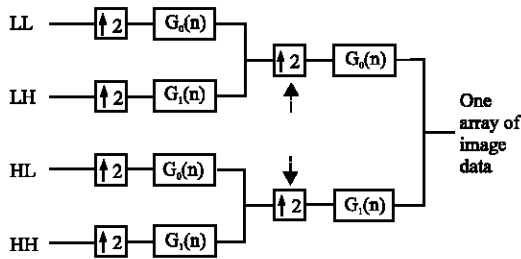 LL ↑2 G₀(n)
LH ↑2 G₁(n)
↑2 G₀(n)
HL ↑2 G₀(n)
HH ↑2 G₁(n)
↑2 G₁(n)
One
array of
image
data